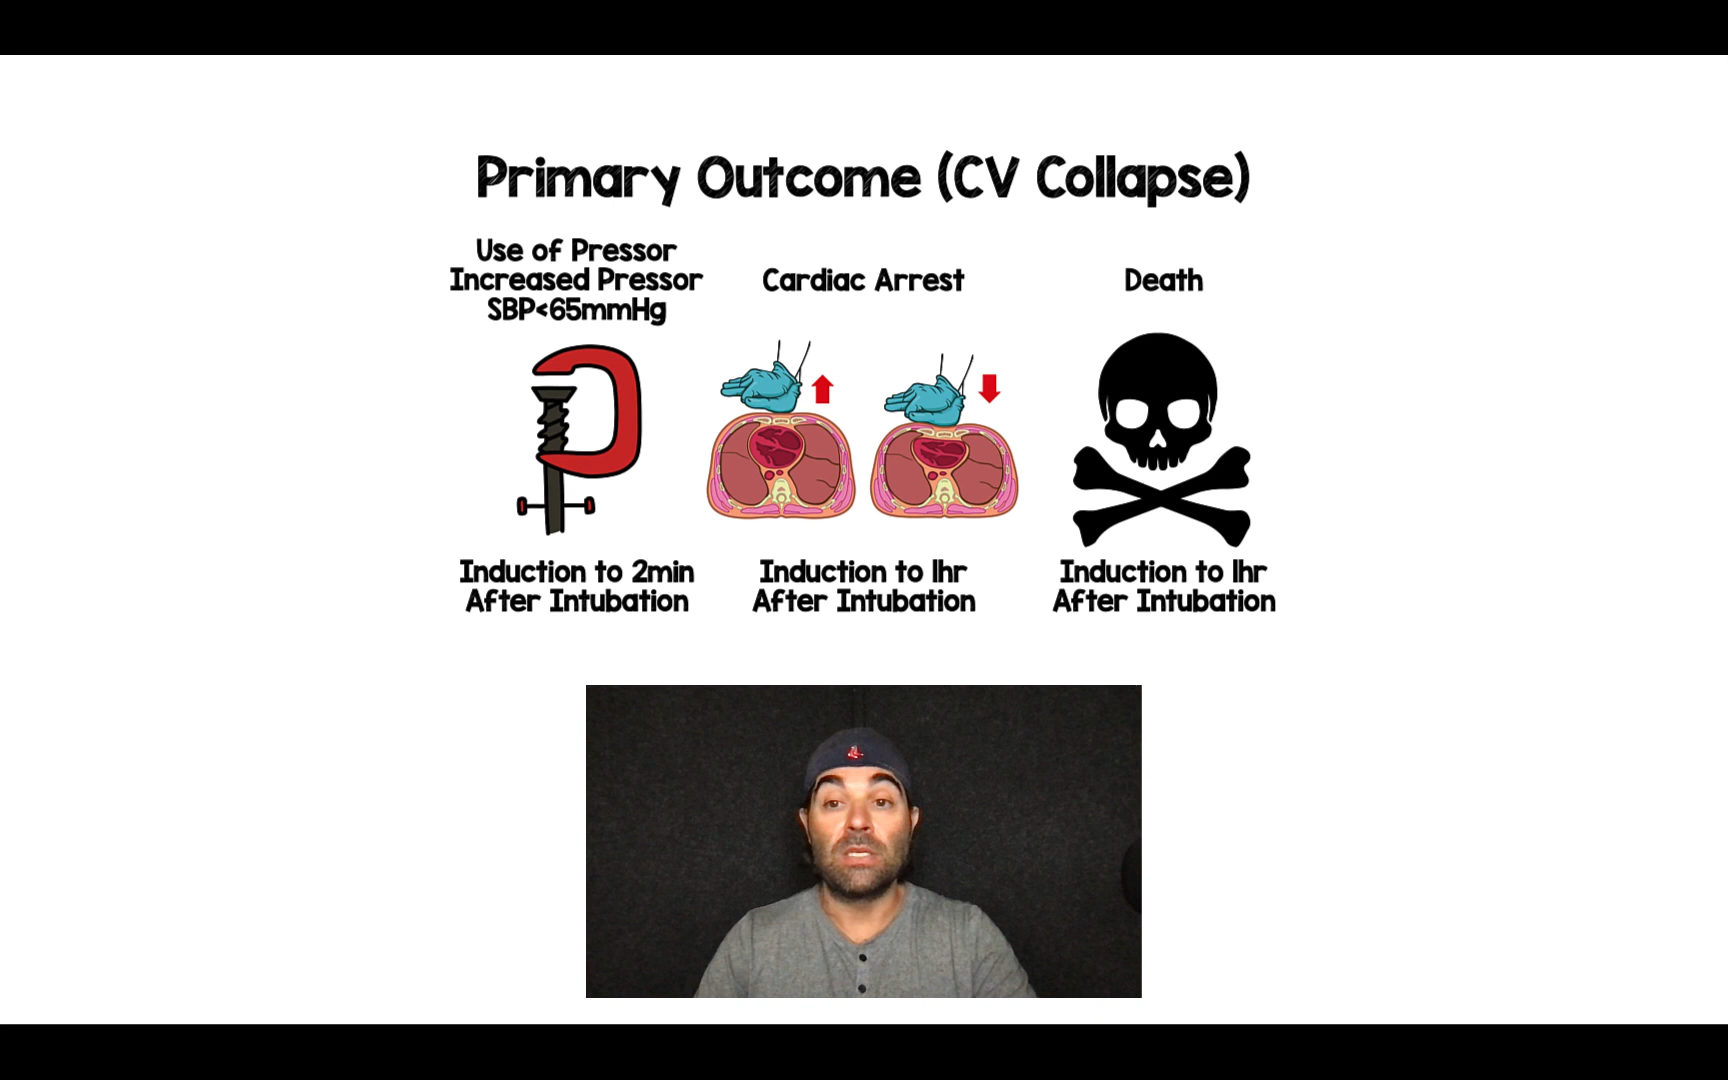 Primary Outcome (CV Collapse)
Use of Pressor
Increased Pressor
SBP<65mmHg
Cardiac Arrest
Death
Induction to 2min
After Intubation
Induction to 1hr
After Intubation
Induction to 1hr
After Intubation